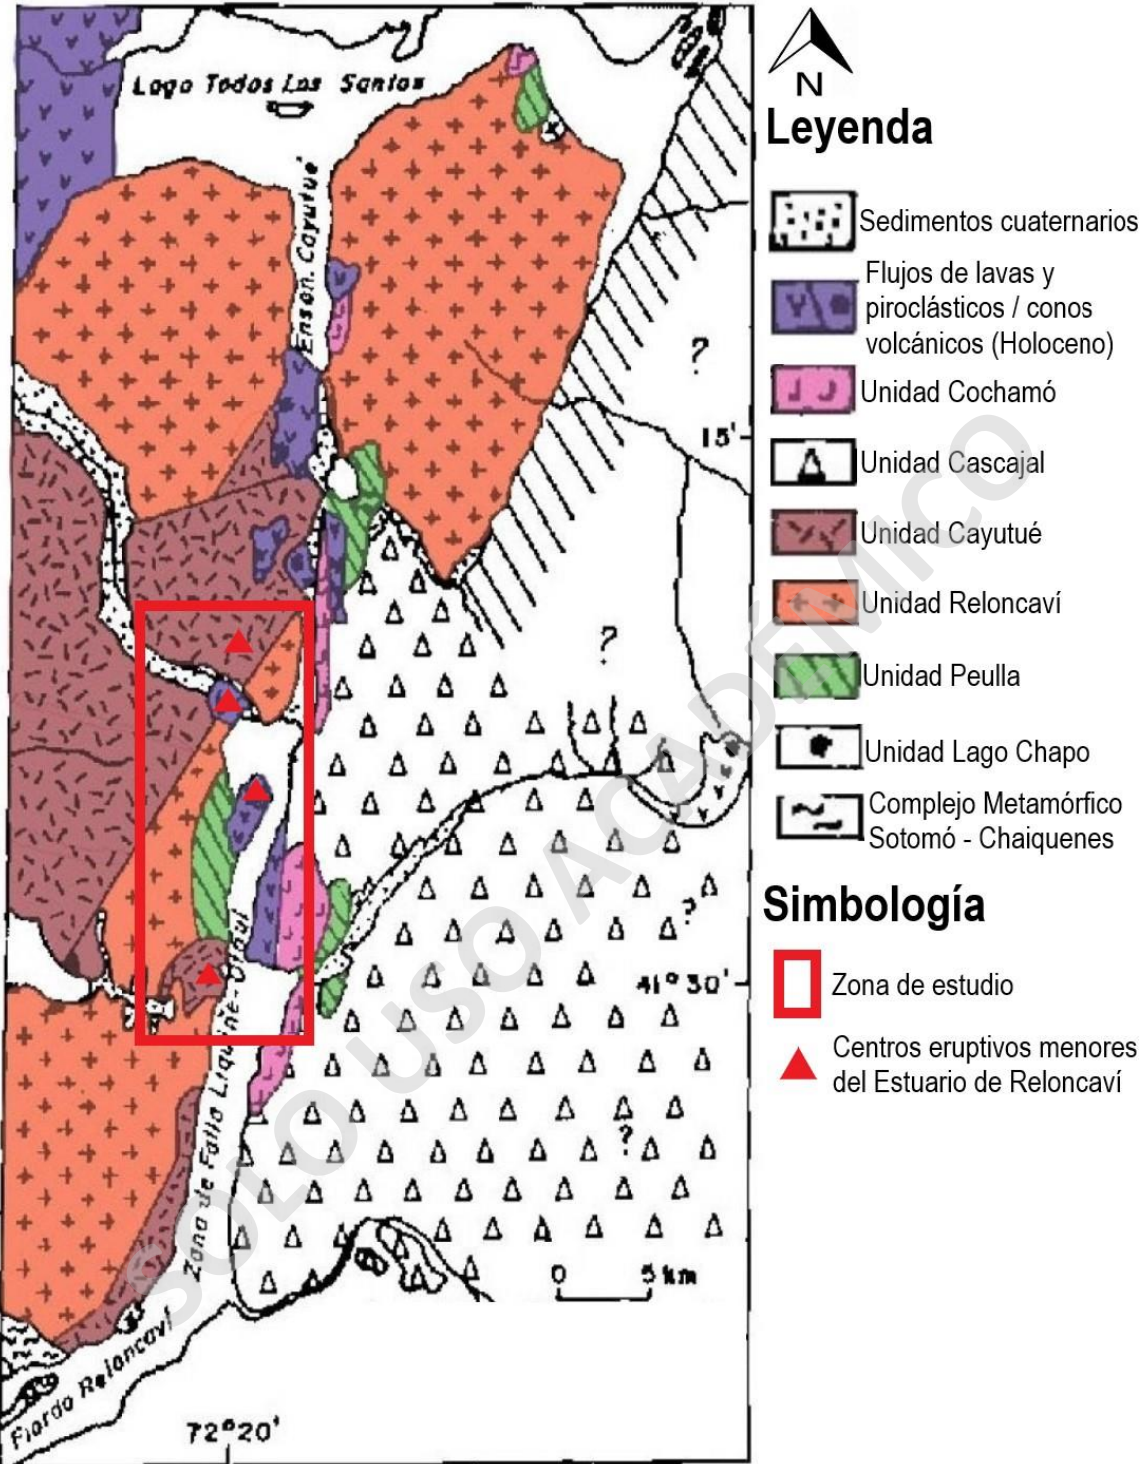 Lago Todos Los Santos
Ensen. Cayutué
?
15'
?
?
41° 30'
Zona de Falla Liquiñe-Ofqui
?
0 5 km
Fiordo Reloncaví
72°20'
N
Leyenda
Sedimentos cuaternarios
Flujos de lavas y
piroclásticos / conos
volcánicos (Holoceno)
Unidad Cochamó
Unidad Cascajal
Unidad Cayutué
Unidad Reloncaví
Unidad Peulla
Unidad Lago Chapo
Complejo Metamórfico
Sotomó - Chaiquenes
Simbología
Zona de estudio
Centros eruptivos menores
del Estuario de Reloncaví
SOLO USO ACADÉMICO